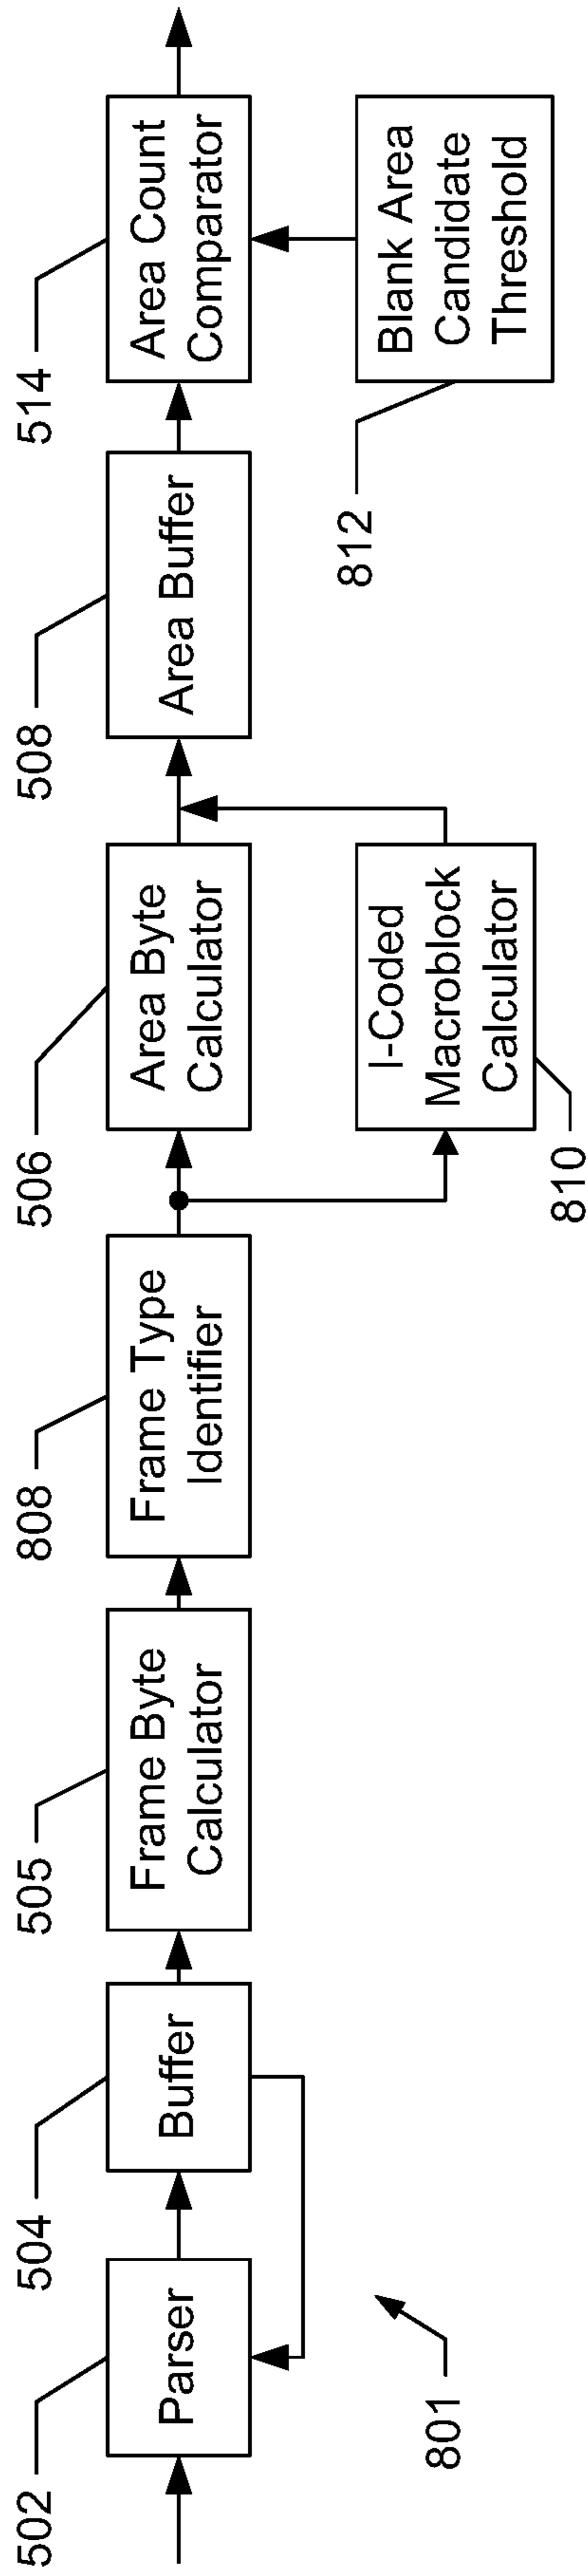 502
504
505
808
506
508
514
Parser
Buffer
Frame Byte
Calculator
Frame Type
Identifier
Area Byte
Calculator
Area Buffer
Area Count
Comparator
I-Coded
Macroblock
Calculator
Blank Area
Candidate
Threshold
801
810
812